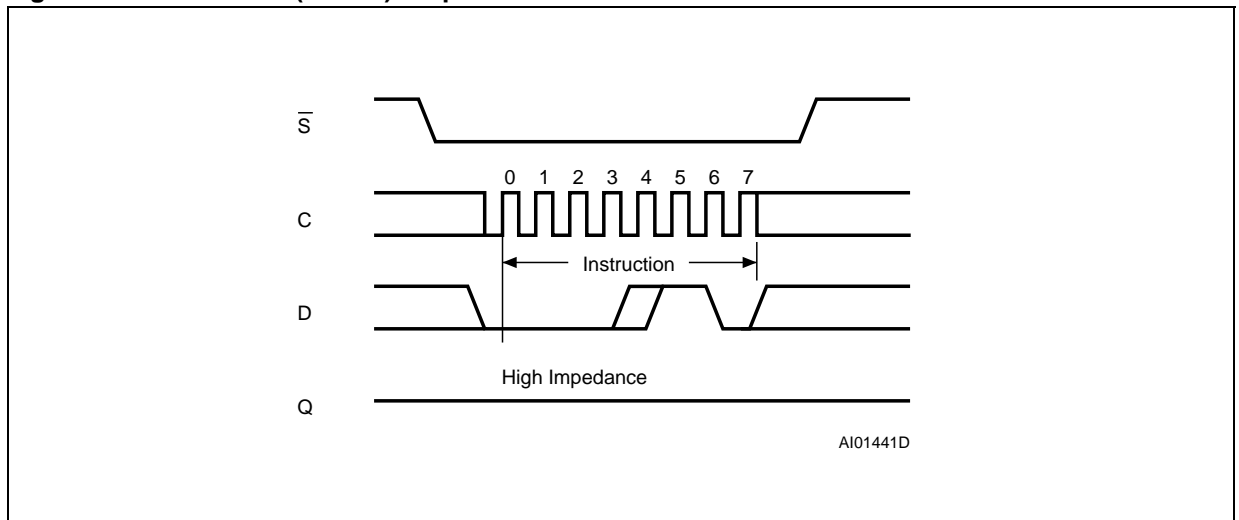 S̅
0 1 2 3 4 5 6 7
C
Instruction
D
High Impedance
Q
AI01441D